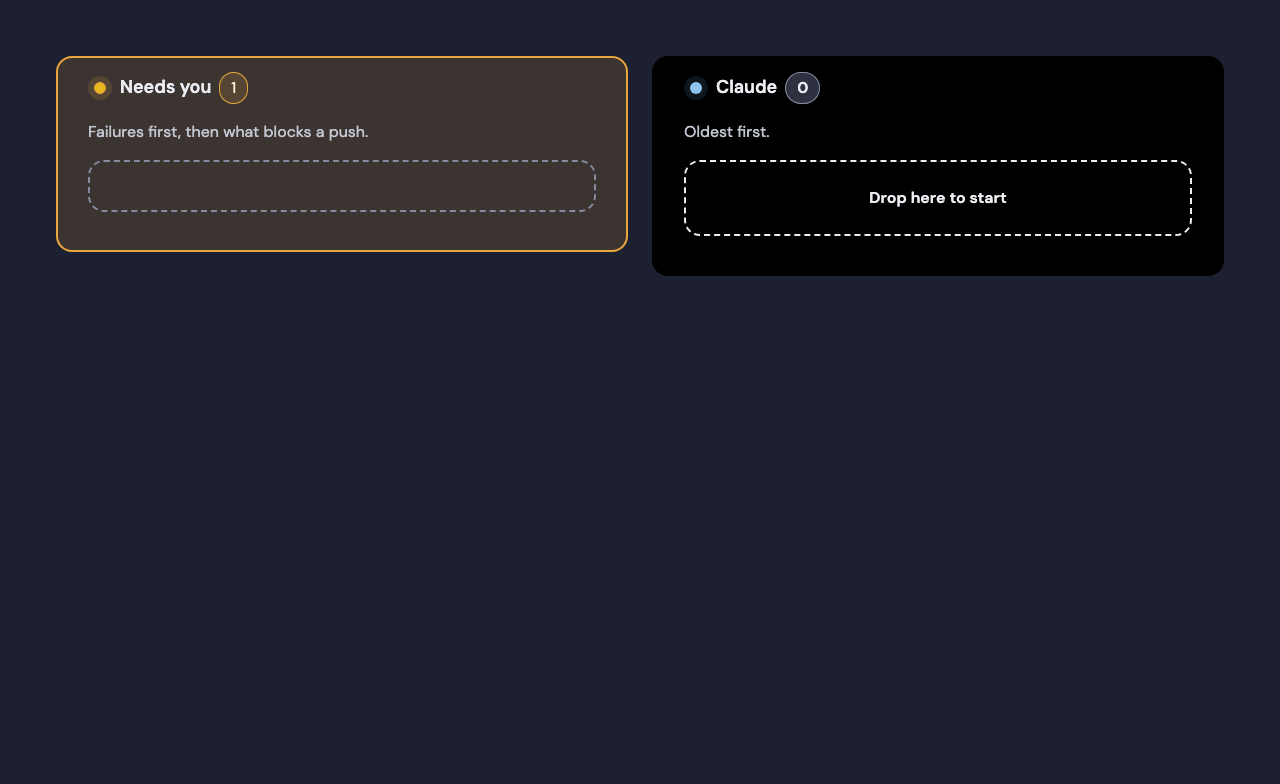 Needs you 1
Failures first, then what blocks a push.
Claude 0
Oldest first.
Drop here to start